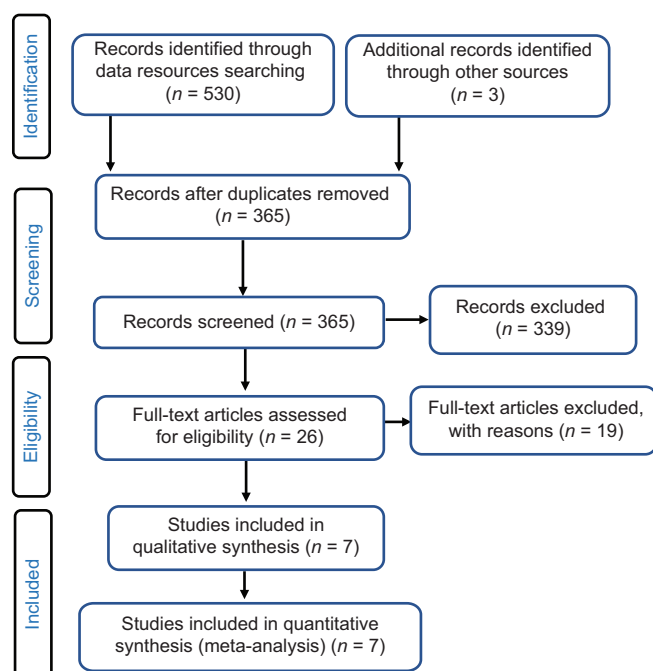 Identification
Records identified through
data resources searching
(n = 530)
Additional records identified
through other sources
(n = 3)
Screening
Records after duplicates removed
(n = 365)
Records screened (n = 365)
Records excluded
(n = 339)
Eligibility
Full-text articles assessed
for eligibility (n = 26)
Full-text articles excluded,
with reasons (n = 19)
Included
Studies included in
qualitative synthesis (n = 7)
Studies included in quantitative
synthesis (meta-analysis) (n = 7)